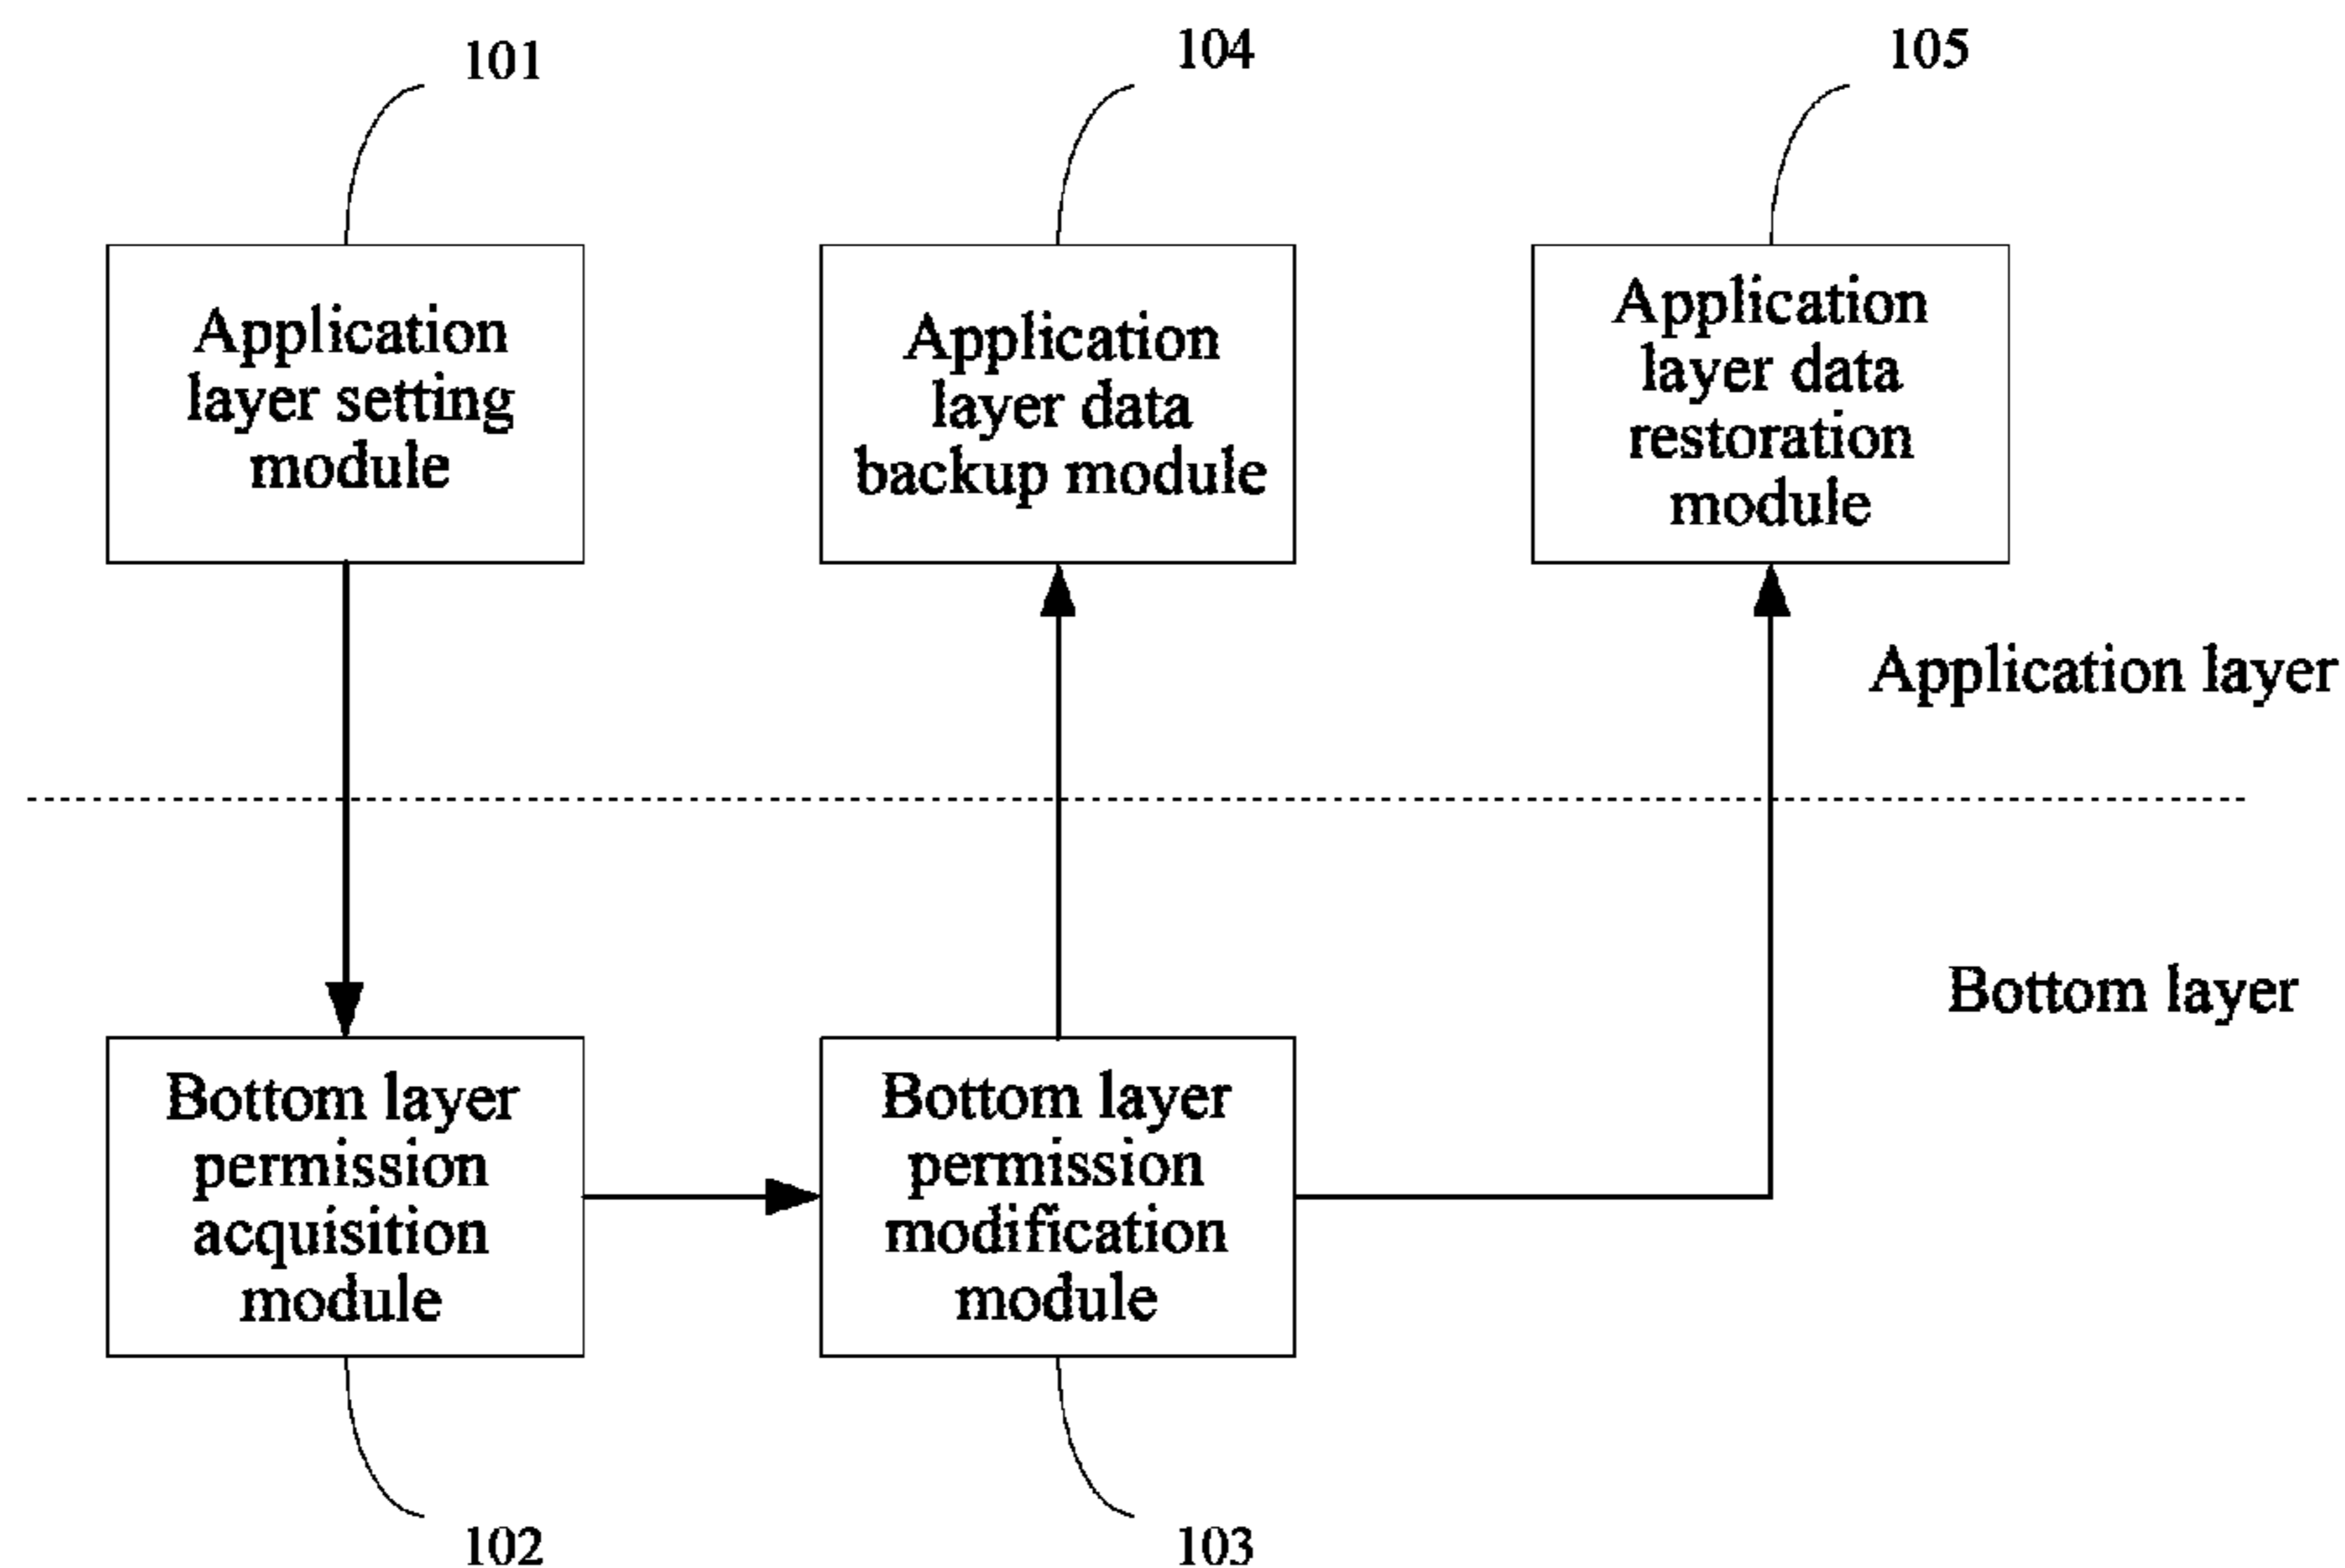 101
104
105
Application
layer setting
module
Application
layer data
backup module
Application
layer data
restoration
module
Application layer
Bottom layer
Bottom layer
permission
acquisition
module
Bottom layer
permission
modification
module
102
103